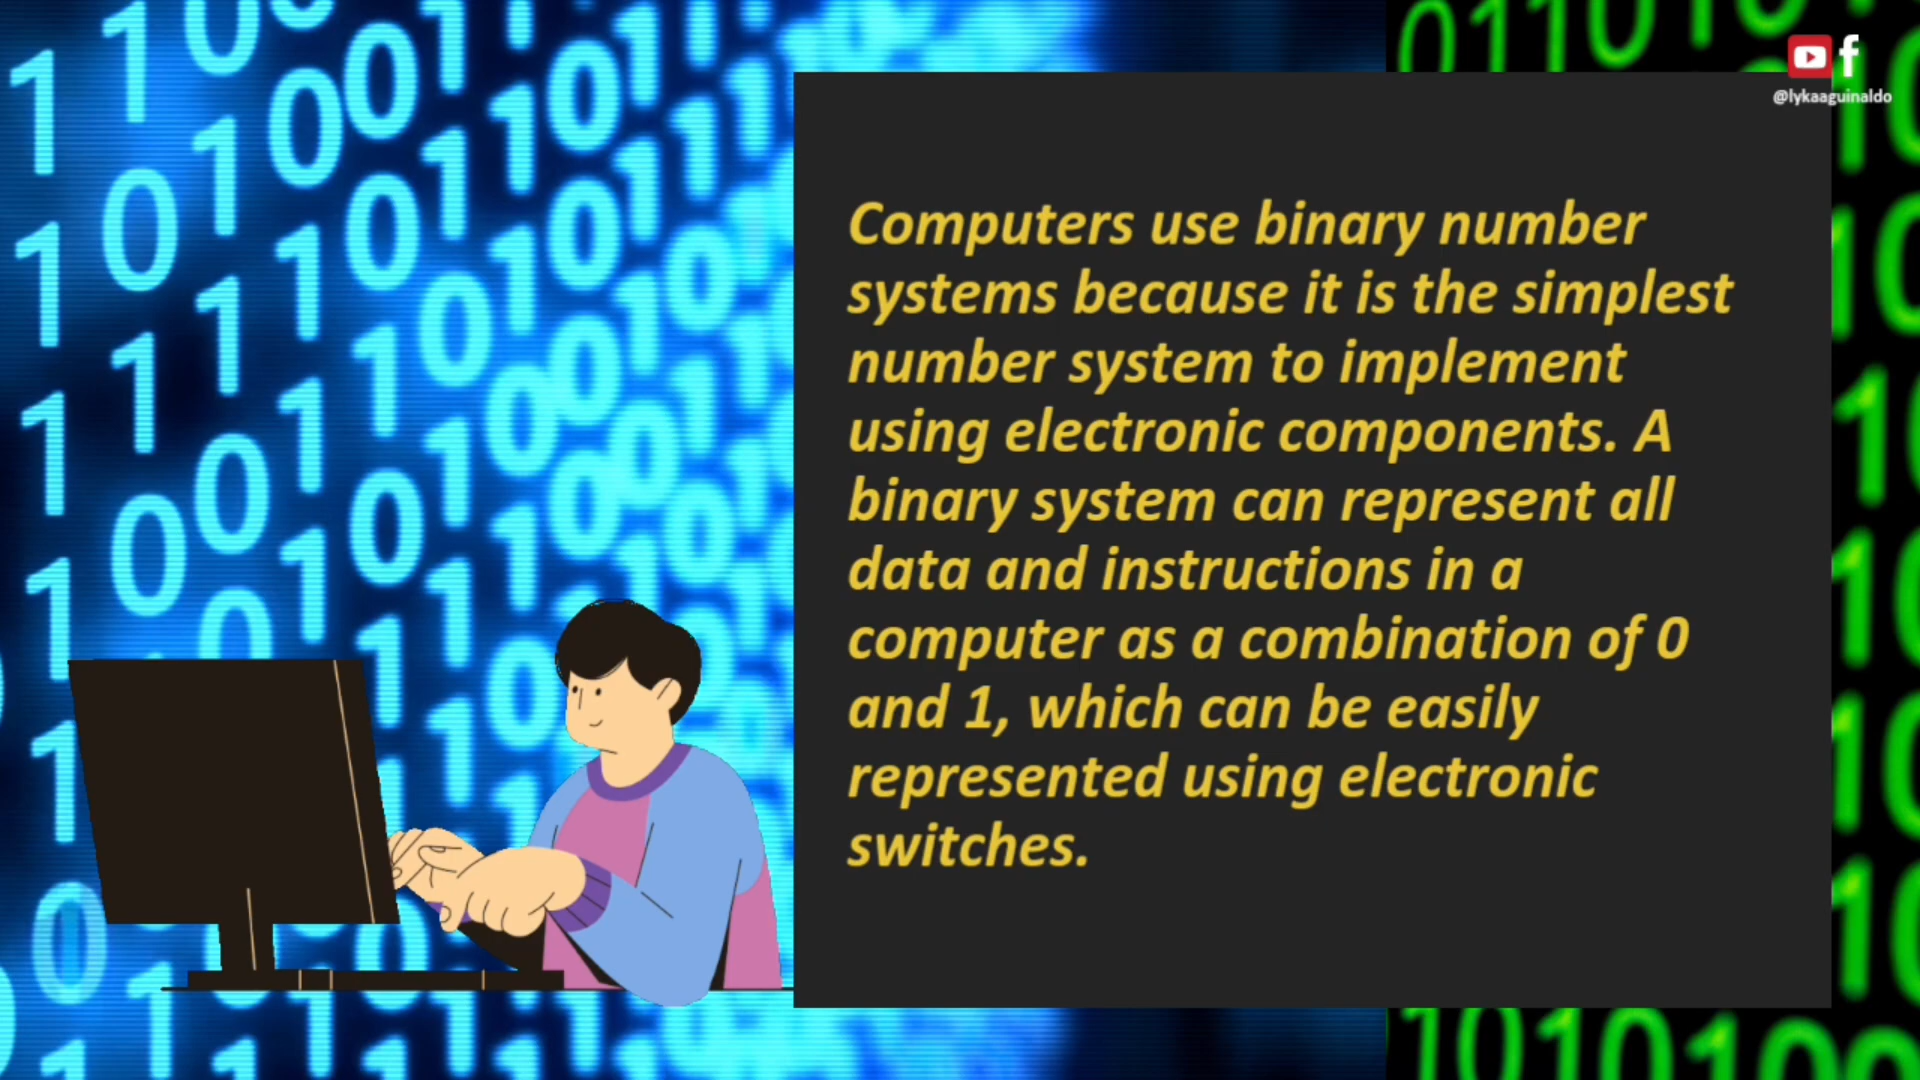 @lykaaguinaldo
Computers use binary number
systems because it is the simplest
number system to implement
using electronic components. A
binary system can represent all
data and instructions in a
computer as a combination of 0
and 1, which can be easily
represented using electronic
switches.